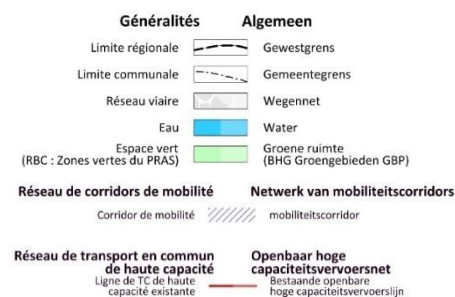 Généralités Algemeen
Limite régionale Gewestgrens
Limite communale Gemeentegrens
Réseau viaire Wegennet
Eau Water
Espace vert Groene ruimte
(RBC : Zones vertes du PRAS) (BHG Groengebieden GBP)
Réseau de corridors de mobilité Netwerk van mobiliteitscorridors
Corridor de mobilité mobiliteitscorridor
Réseau de transport en commun Openbaar hoge
de haute capacité capaciteitsvervoersnet
Ligne de TC de haute Bestaande openbare
capacité existante hoge capaciteitsvervoerslijn